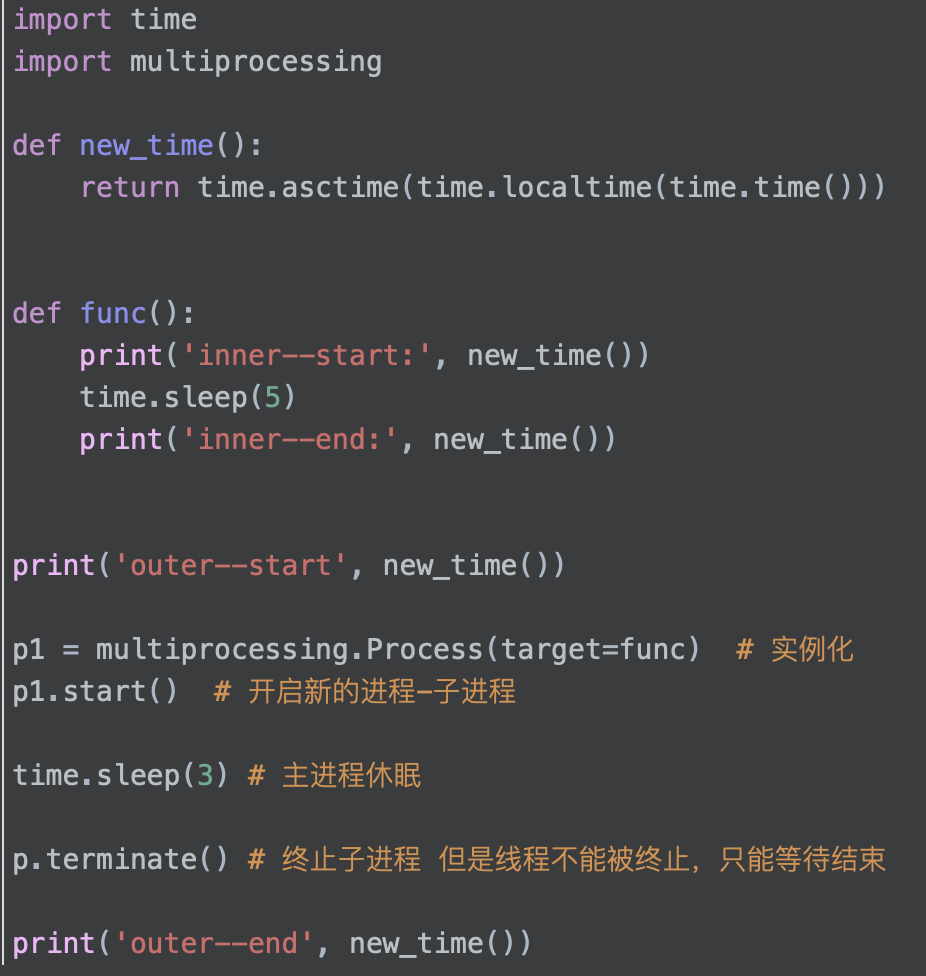 import time
import multiprocessing
def new_time():
    return time.asctime(time.localtime(time.time()))
def func():
    print('inner--start:', new_time())
    time.sleep(5)
    print('inner--end:', new_time())
print('outer--start', new_time())
p1 = multiprocessing.Process(target=func)  # 实例化
p1.start()  # 开启新的进程-子进程
time.sleep(3) # 主进程休眠
p.terminate() # 终止子进程 但是线程不能被终止，只能等待结束
print('outer--end', new_time())